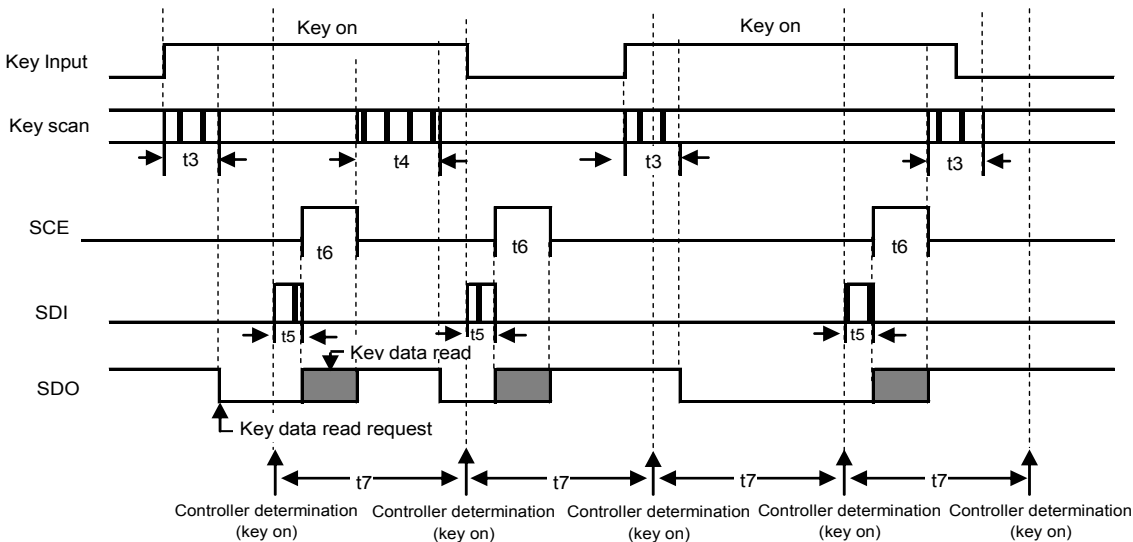 Key on
Key on
Key Input
Key scan
t3
t4
t3
t3
SCE
t6
t6
t6
SDI
t5
t5
t5
Key data read
SDO
Key data read request
t7
t7
t7
t7
Controller determination
(key on)
Controller determination
(key on)
Controller determination
(key on)
Controller determination
(key on)
Controller determination
(key on)